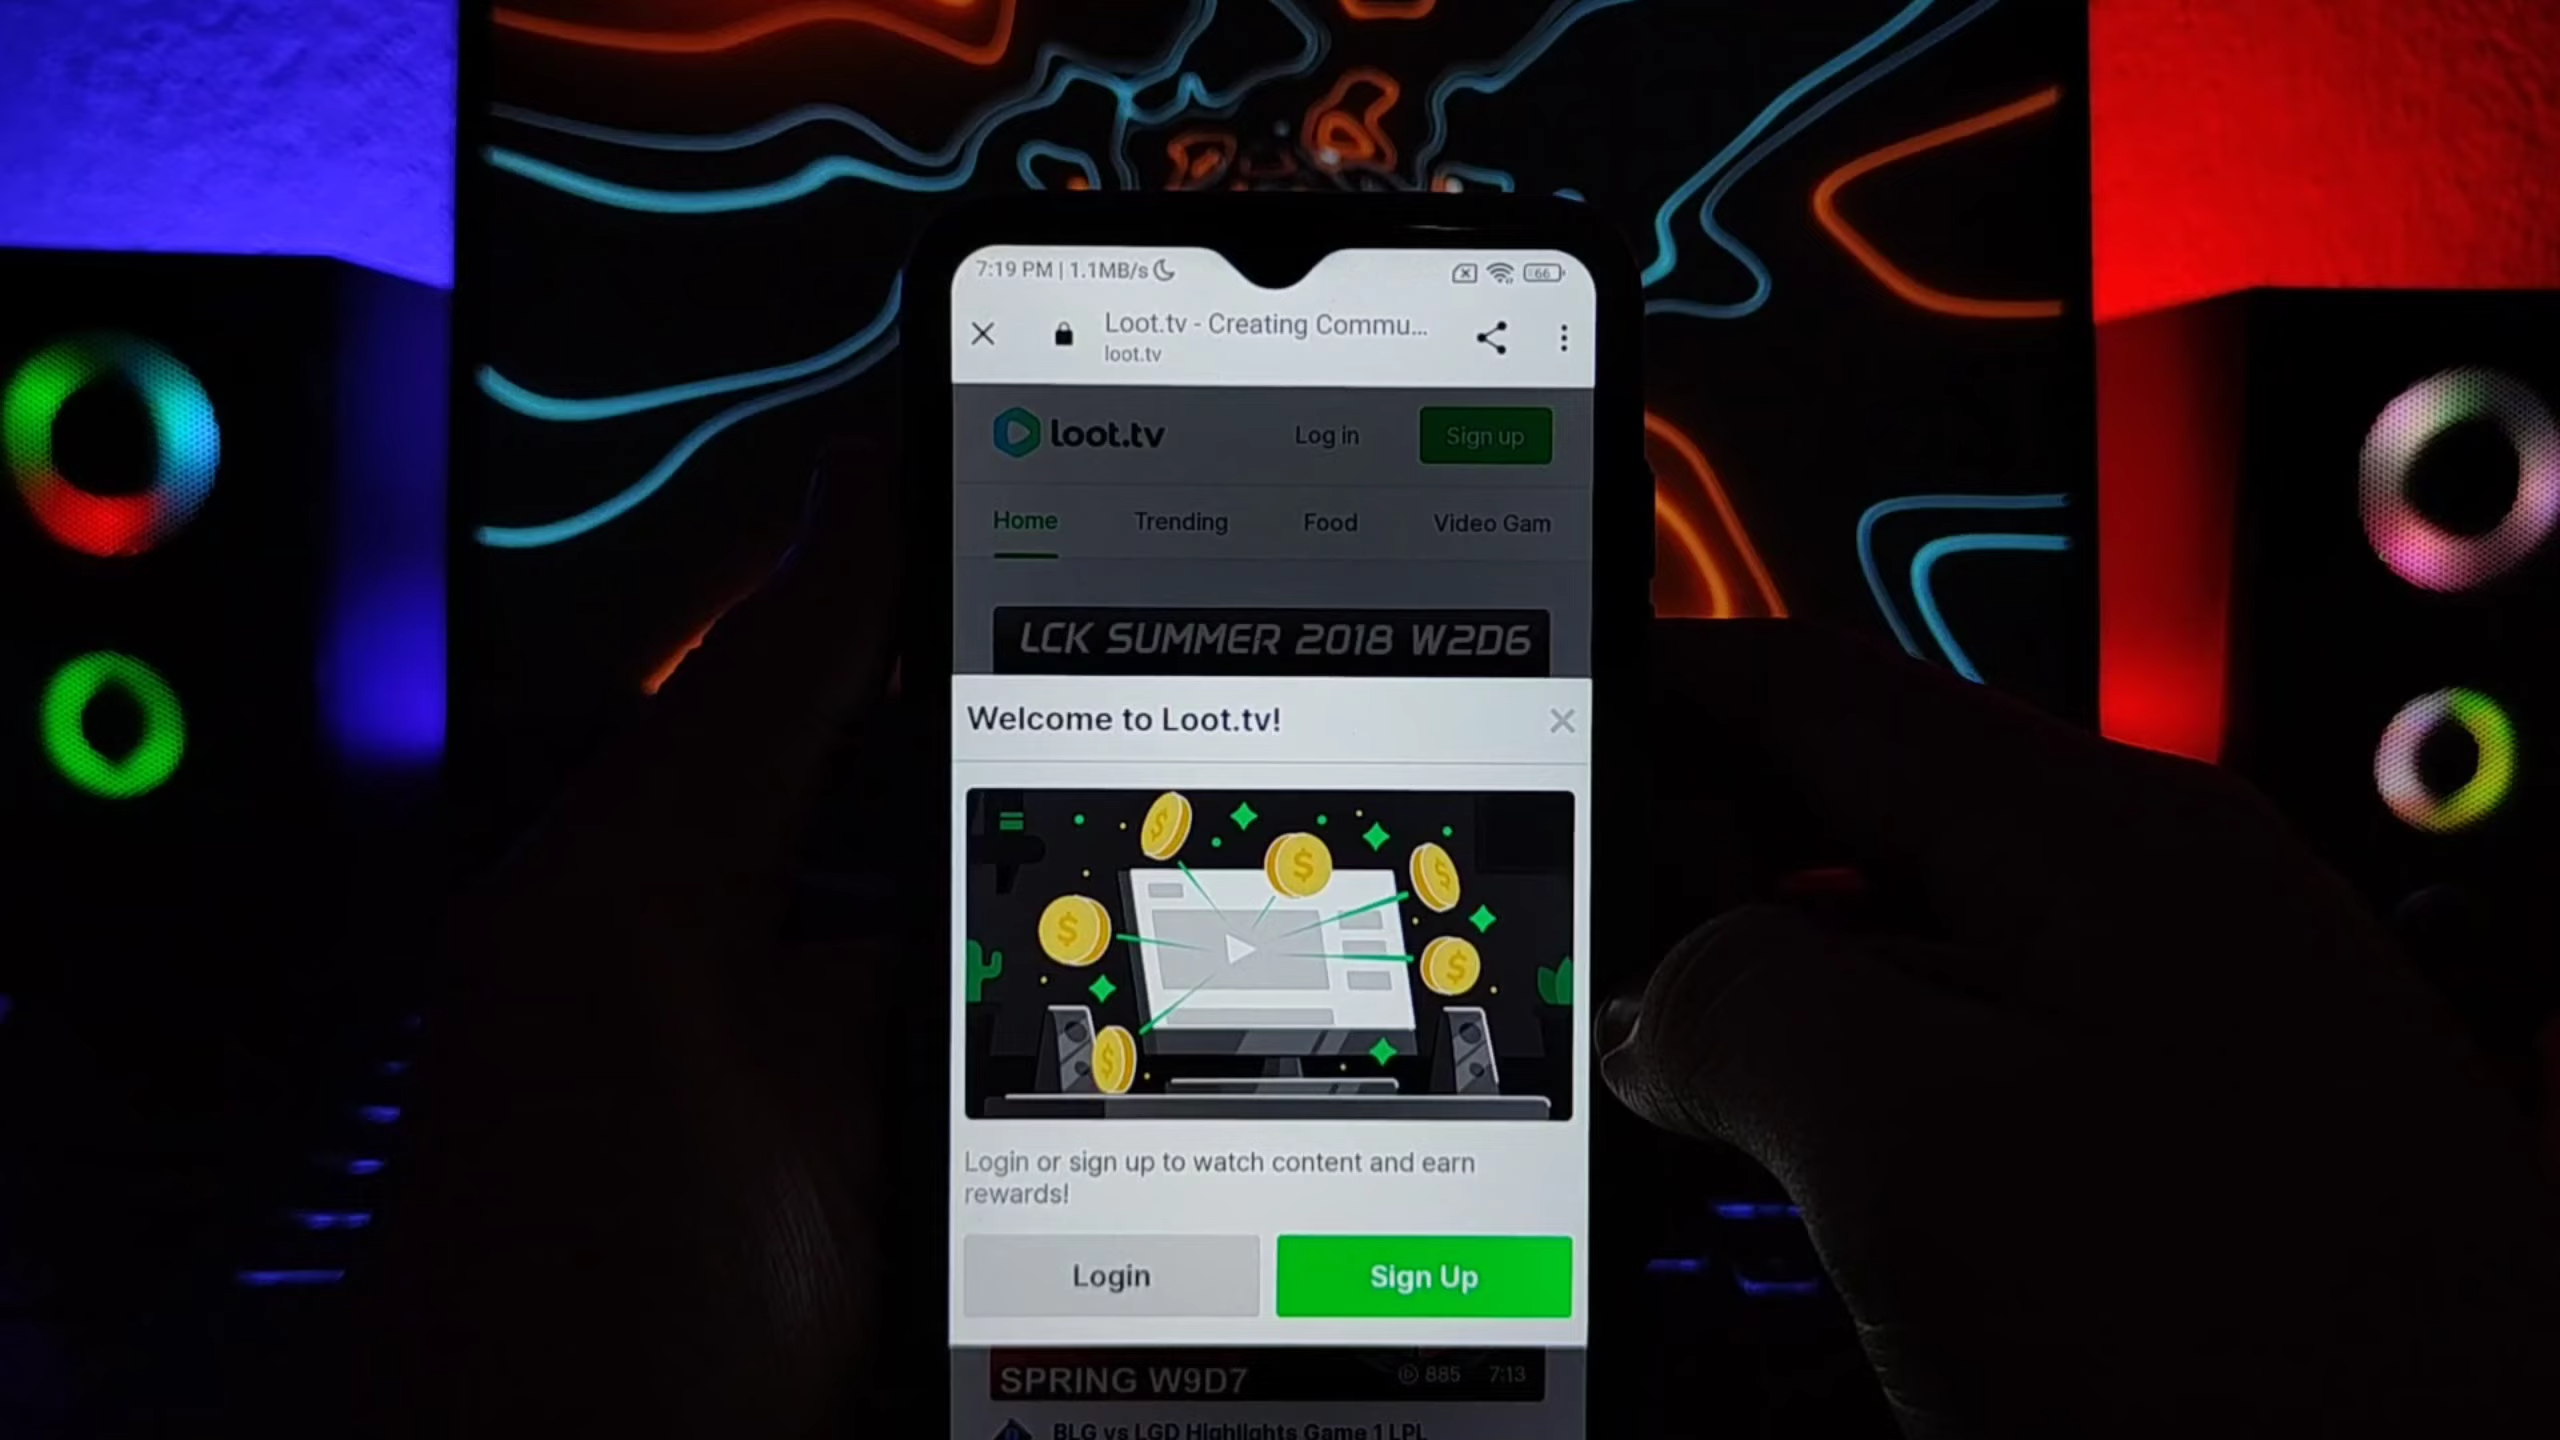 7:19 PM | 1.1MB/s
66
Loot.tv - Creating Commu...
loot.tv
loot.tv
Log in
Sign up
Home
Trending
Food
Video Gam
LCK SUMMER 2018 W2D6
Welcome to Loot.tv!
Login or sign up to watch content and earn
rewards!
Login
Sign Up
SPRING W9D7
885
7:13
BLG vs LGD Highlights Game 1 LPL